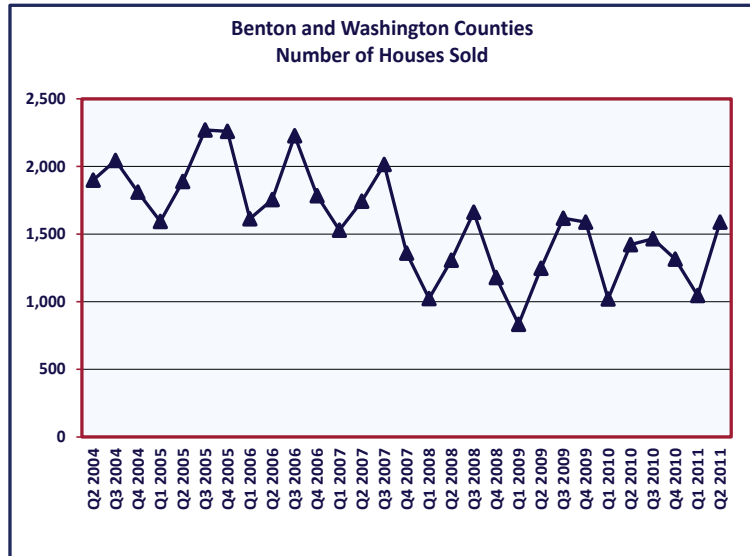 Benton and Washington Counties
Number of Houses Sold
2,500
2,000
1,500
1,000
500
0
Q2 2004
Q3 2004
Q4 2004
Q1 2005
Q2 2005
Q3 2005
Q4 2005
Q1 2006
Q2 2006
Q3 2006
Q4 2006
Q1 2007
Q2 2007
Q3 2007
Q4 2007
Q1 2008
Q2 2008
Q3 2008
Q4 2008
Q1 2009
Q2 2009
Q3 2009
Q4 2009
Q1 2010
Q2 2010
Q3 2010
Q4 2010
Q1 2011
Q2 2011